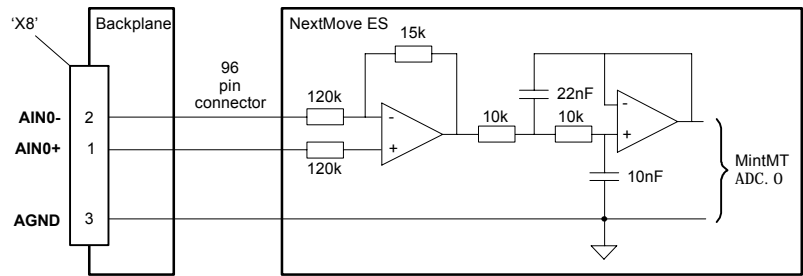 ‘X8’
Backplane
NextMove ES
96
pin
connector
15k
120k
120k
AIN0-
2
AIN0+
1
AGND
3
-
+
10k
22nF
10k
-
+
10nF
MintMT
ADC. 0